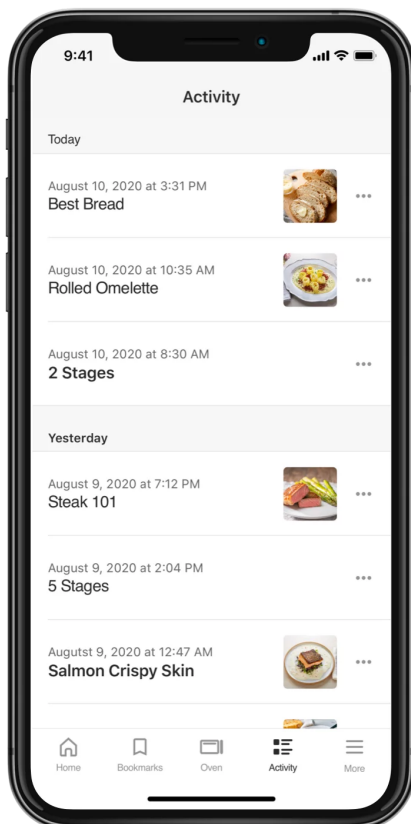 9:41
Activity
Today
August 10, 2020 at 3:31 PM
Best Bread
August 10, 2020 at 10:35 AM
Rolled Omelette
August 10, 2020 at 8:30 AM
2 Stages
Yesterday
August 9, 2020 at 7:12 PM
Steak 101
August 9, 2020 at 2:04 PM
5 Stages
Augutst 9, 2020 at 12:47 AM
Salmon Crispy Skin
Home Bookmarks Oven Activity More